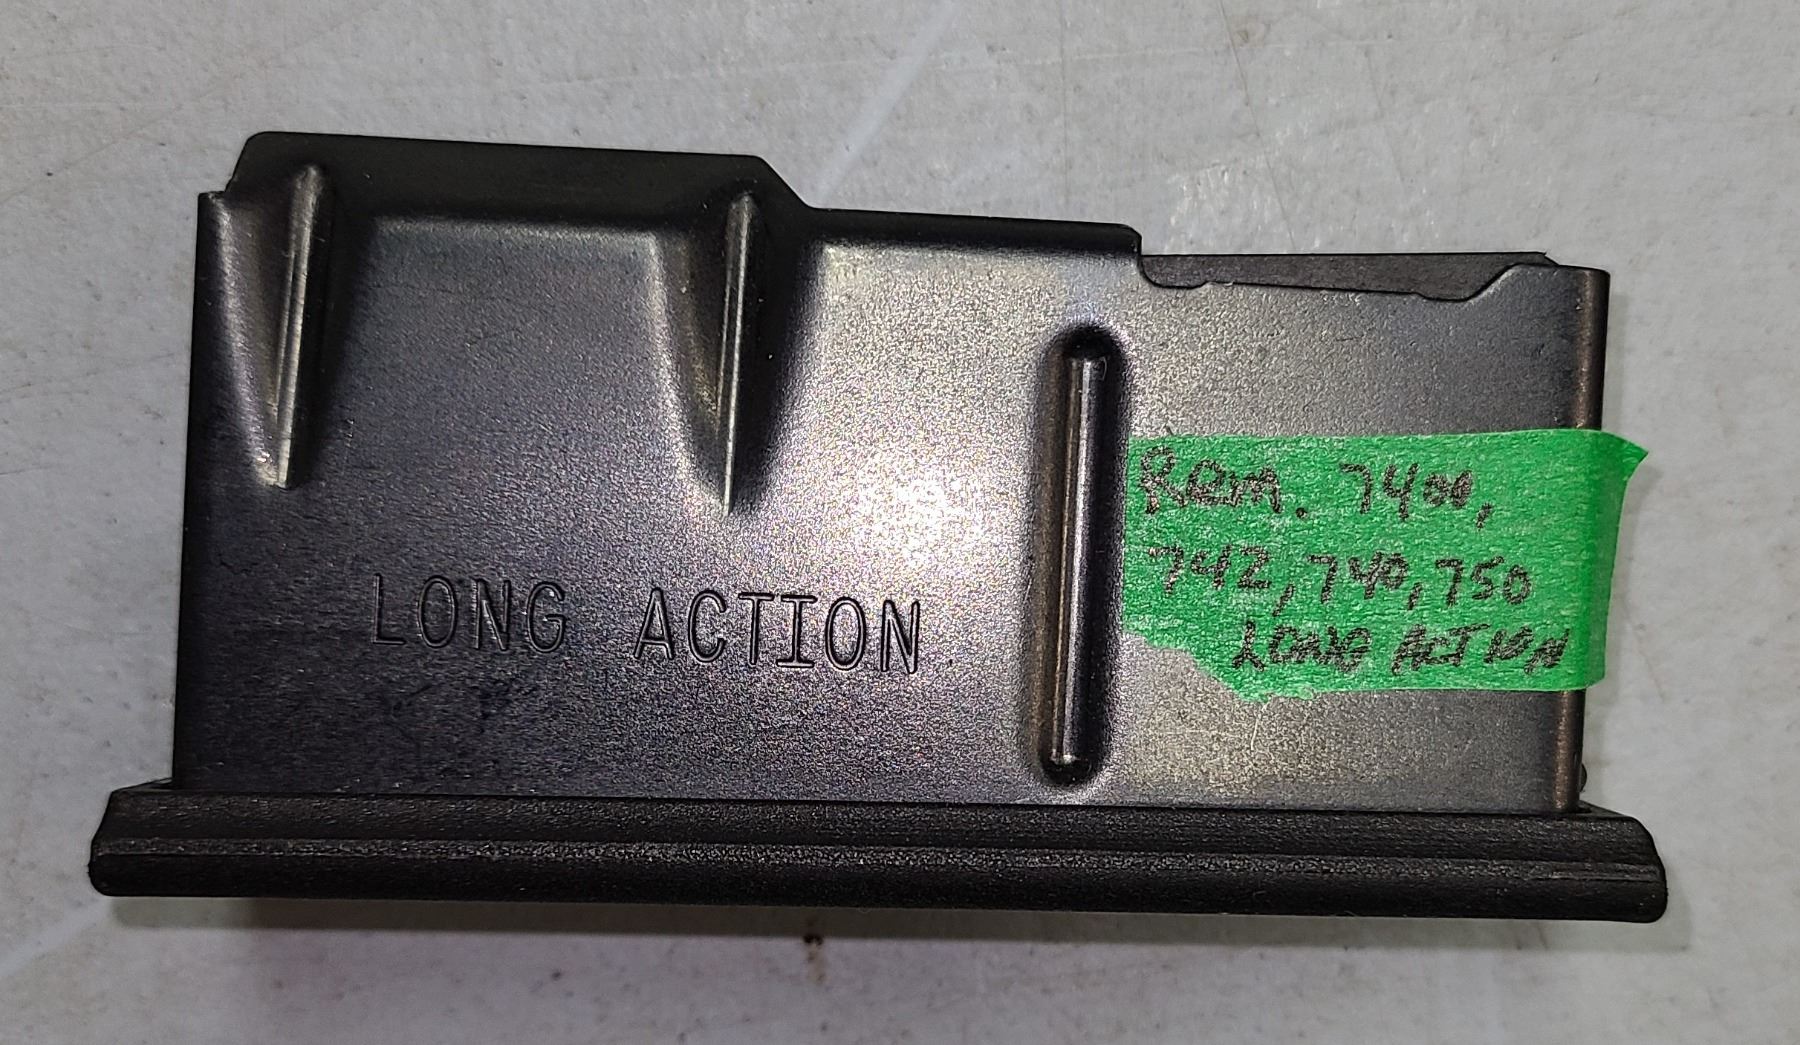 LONG ACTION
Rem. 7400,
742, 740, 750
LONG ACTION